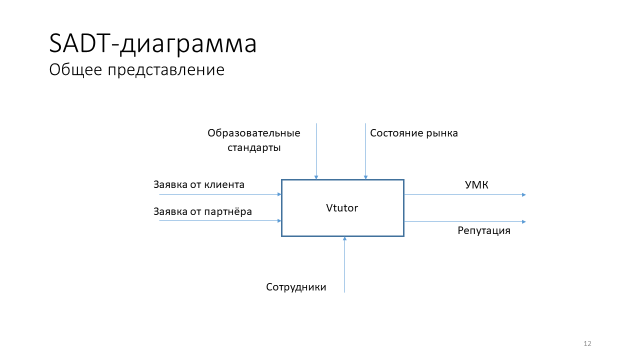 SADT-диаграмма
Общее представление
Образовательные
стандарты
Состояние рынка
Заявка от клиента
УМК
Vtutor
Заявка от партнёра
Репутация
Сотрудники
12